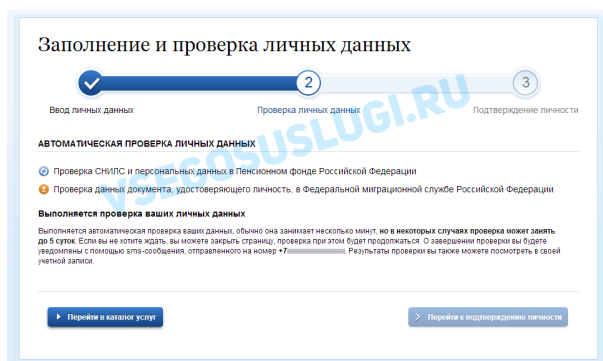 Заполнение и проверка личных данных
2
3
Ввод личных данных
Проверка личных данных
Подтверждение личности
VSEGOSUSLUGI.RU
АВТОМАТИЧЕСКАЯ ПРОВЕРКА ЛИЧНЫХ ДАННЫХ
Проверка СНИЛС и персональных данных в Пенсионном фонде Российской Федерации
Проверка данных документа, удостоверяющего личность, в Федеральной миграционной службе Российской Федерации
Выполняется проверка ваших личных данных
Выполняется автоматическая проверка ваших данных, обычно она занимает несколько минут, но в некоторых случаях проверка может занять
до 5 суток. Если вы не хотите ждать, вы можете закрыть страницу, проверка при этом будет продолжаться. О завершении проверки вы будете
уведомлены с помощью sms-сообщения, отправленного на номер +7 . Результаты проверки вы также можете посмотреть в своей
учетной записи.
Перейти в каталог услуг
Перейти к подтверждению личности